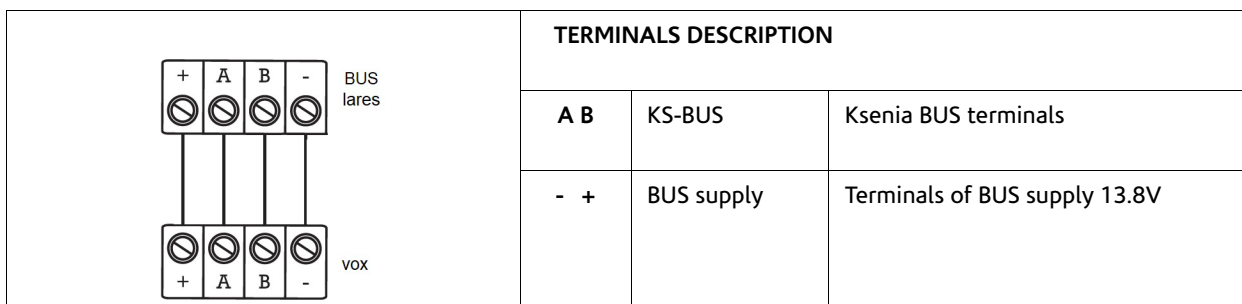 + A B -
BUS
lares
vox
+ A B -
TERMINALS DESCRIPTION
A B KS-BUS Ksenia BUS terminals
- + BUS supply Terminals of BUS supply 13.8V